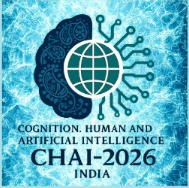 COGNITION, HUMAN AND
ARTIFICIAL INTELLIGENCE
CHAI-2026
INDIA